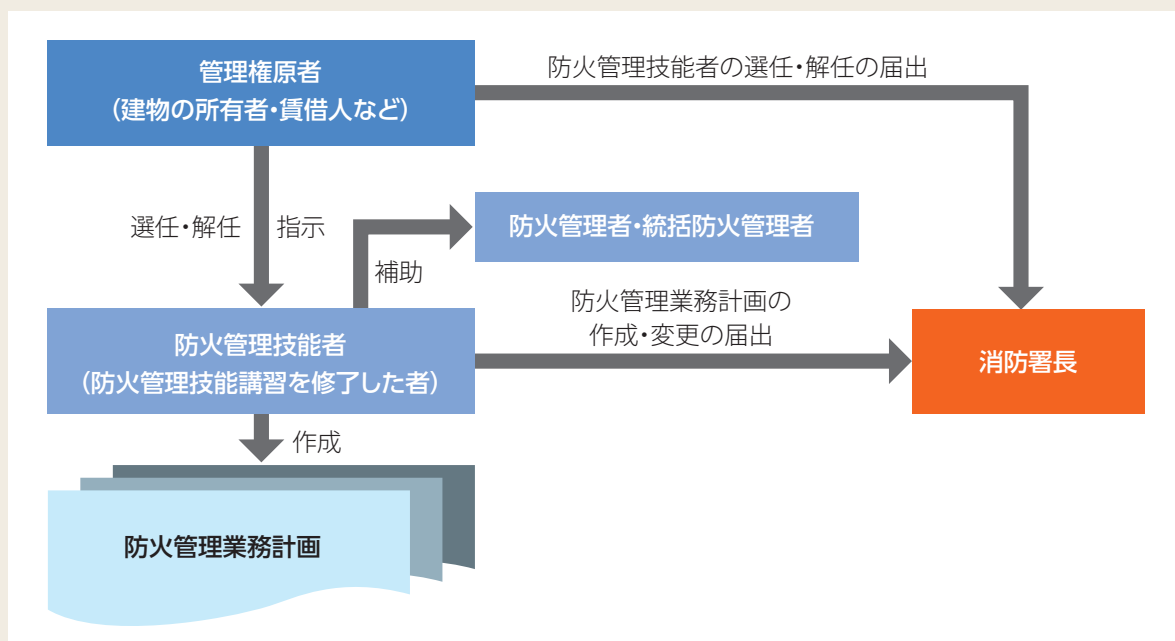 管理権原者
（建物の所有者・賃借人など）
防火管理技能者の選任・解任の届出
選任・解任
指示
防火管理者・統括防火管理者
補助
防火管理業務計画の
作成・変更の届出
防火管理技能者
（防火管理技能講習を修了した者）
消防署長
作成
防火管理業務計画